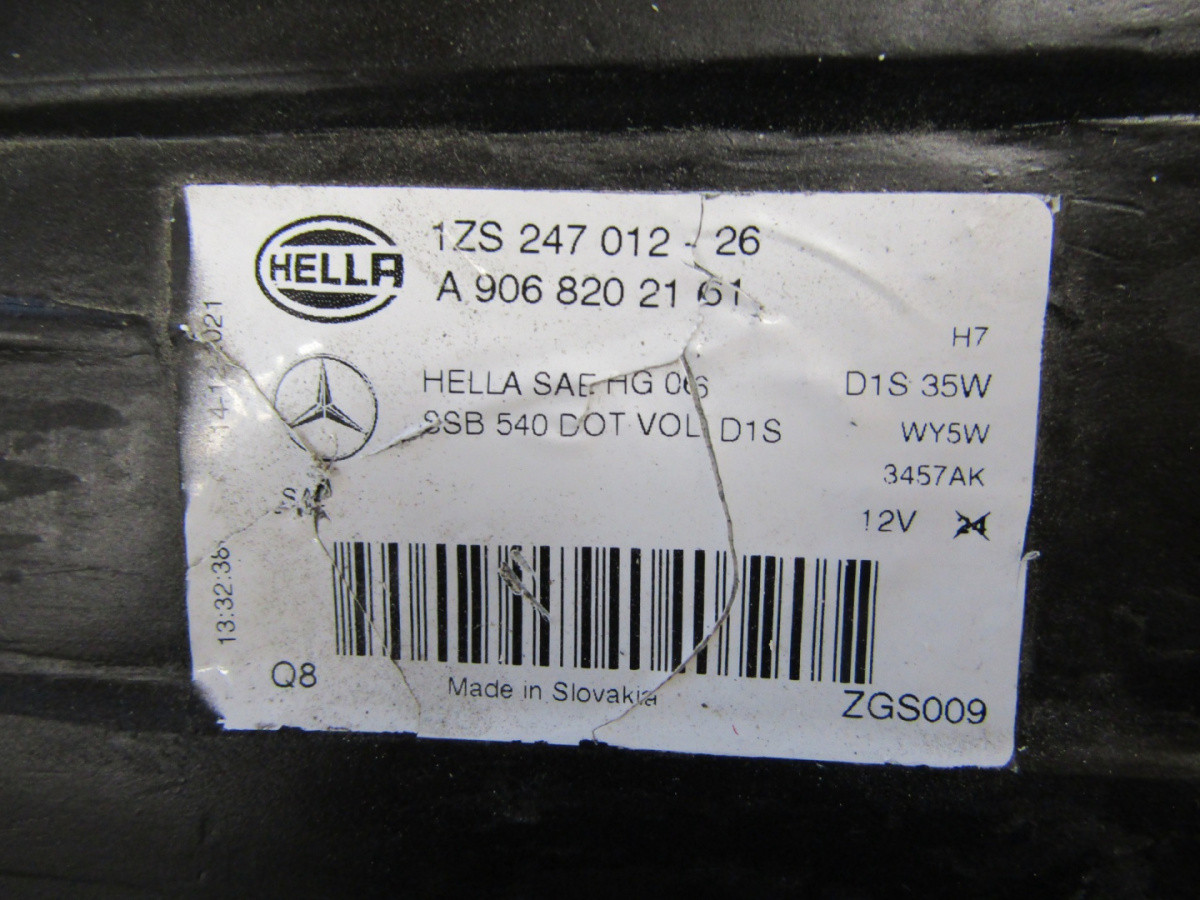 HELLA
1ZS 247 012 - 26
A 906 820 21 61
H7
HELLA SAE HG 06
D1S 35W
SSB 540 DOT VOL D1S
WY5W
3457AK
12V 24
13:32:38
Q8
Made in Slovakia
ZGS009